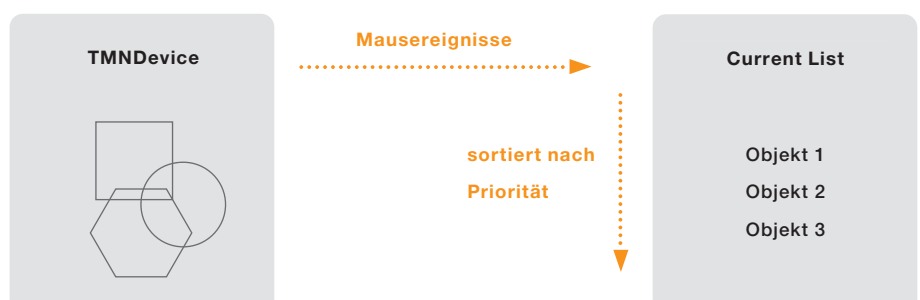 TMNDevice
Mausereignisse
Current List
sortiert nach
Priorität
Objekt 1
Objekt 2
Objekt 3